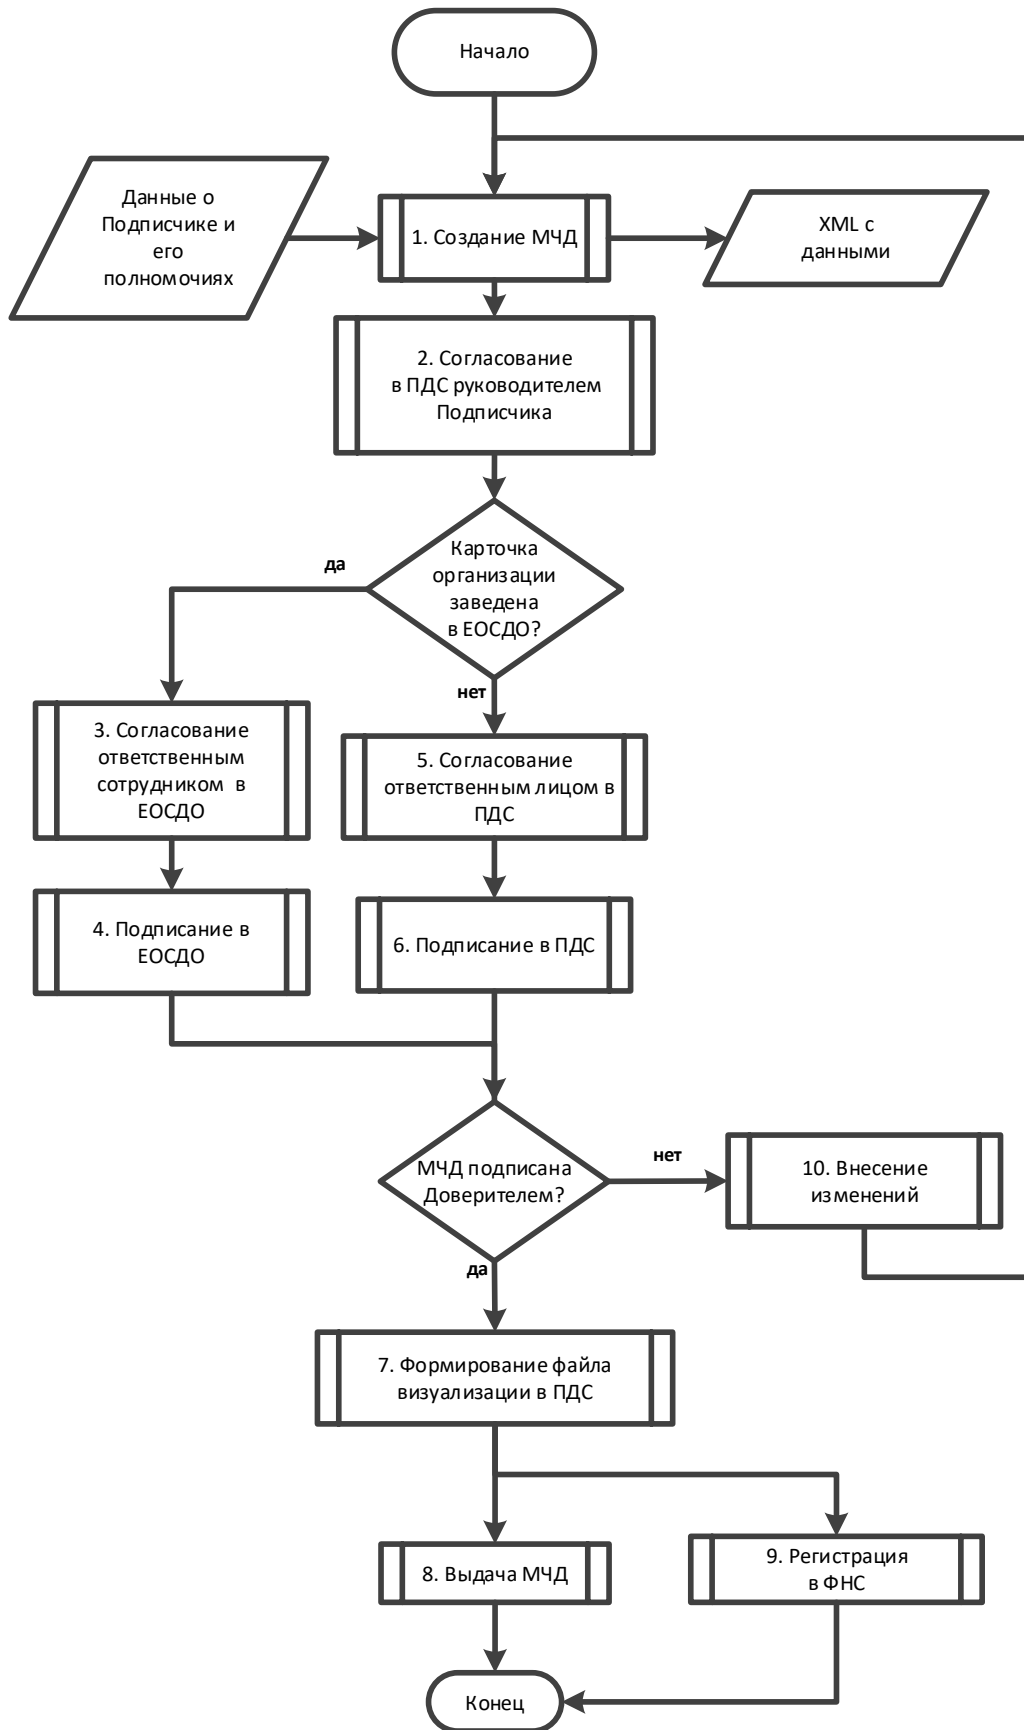 Начало
Данные о
Подписчике и
его
полномочиях
1. Создание МЧД
XML с
данными
2. Согласование
в ПДС руководителем
Подписчика
Карточка
организации
заведена
в ЕОСДО?
да
нет
3. Согласование
ответственным
сотрудником в
ЕОСДО
5. Согласование
ответственным лицом в
ПДС
4. Подписание в
ЕОСДО
6. Подписание в ПДС
МЧД подписана
Доверителем?
нет
10. Внесение
изменений
да
7. Формирование файла
визуализации в ПДС
8. Выдача МЧД
9. Регистрация
в ФНС
Конец